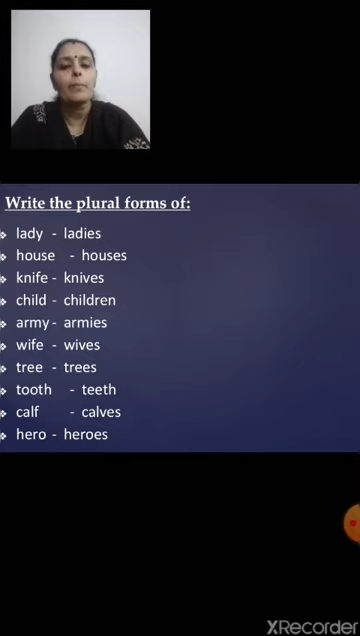 Write the plural forms of:
lady - ladies
house - houses
knife - knives
child - children
army - armies
wife - wives
tree - trees
tooth - teeth
calf - calves
hero - heroes
XRecorder